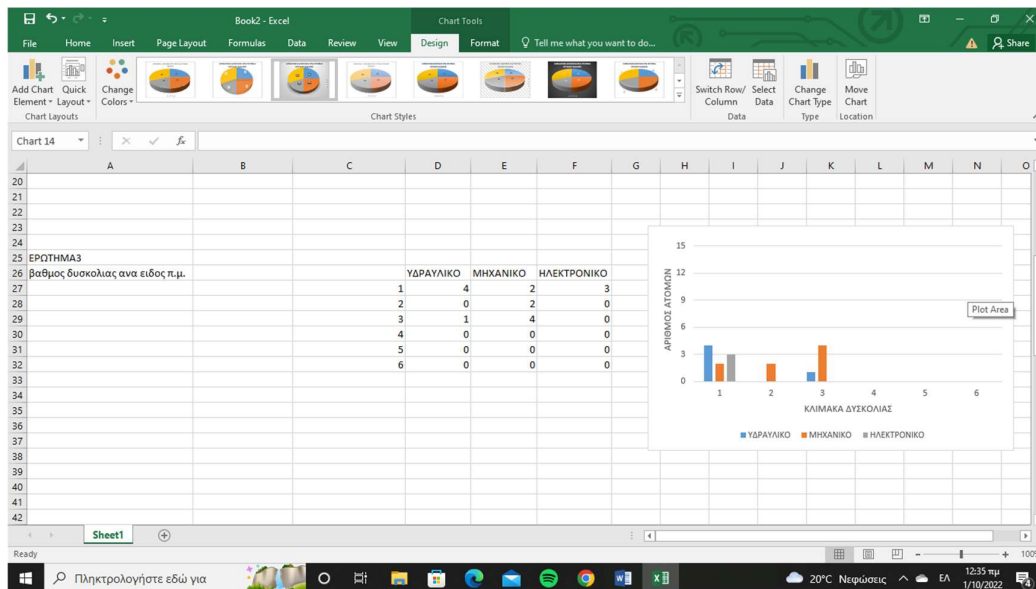 Book2 - Excel
Chart Tools
File Home Insert Page Layout Formulas Data Review View Design Format Tell me what you want to do... Share
Add Chart Element Quick Layout Change Colors Switch Row/ Column Select Data Change Chart Type Move Chart
Chart Layouts Chart Styles Data Type Location
Chart 14 fx
A B C D E F G H I J K L M N O
20
21
22
23
24
25 ΕΡΩΤΗΜΑ3
26 βαθμος δυσκολιας ανα ειδος π.μ. ΥΔΡΑΥΛΙΚΟ ΜΗΧΑΝΙΚΟ ΗΛΕΚΤΡΟΝΙΚΟ
27 1 4 2 3
28 2 0 2 0
29 3 1 4 0
30 4 0 0 0
31 5 0 0 0
32 6 0 0 0
33
34
35
36
37
38
39
40
41
42
15
12
9
6
3
0
ΑΡΙΘΜΟΣ ΑΤΟΜΩΝ
Plot Area
1 2 3 4 5 6
ΚΛΙΜΑΚΑ ΔΥΣΚΟΛΙΑΣ
ΥΔΡΑΥΛΙΚΟ ΜΗΧΑΝΙΚΟ ΗΛΕΚΤΡΟΝΙΚΟ
Sheet1
Ready
Πληκτρολογήστε εδώ για
20°C Νεφώσεις ΕΛ
12:35 πμ
1/10/2022